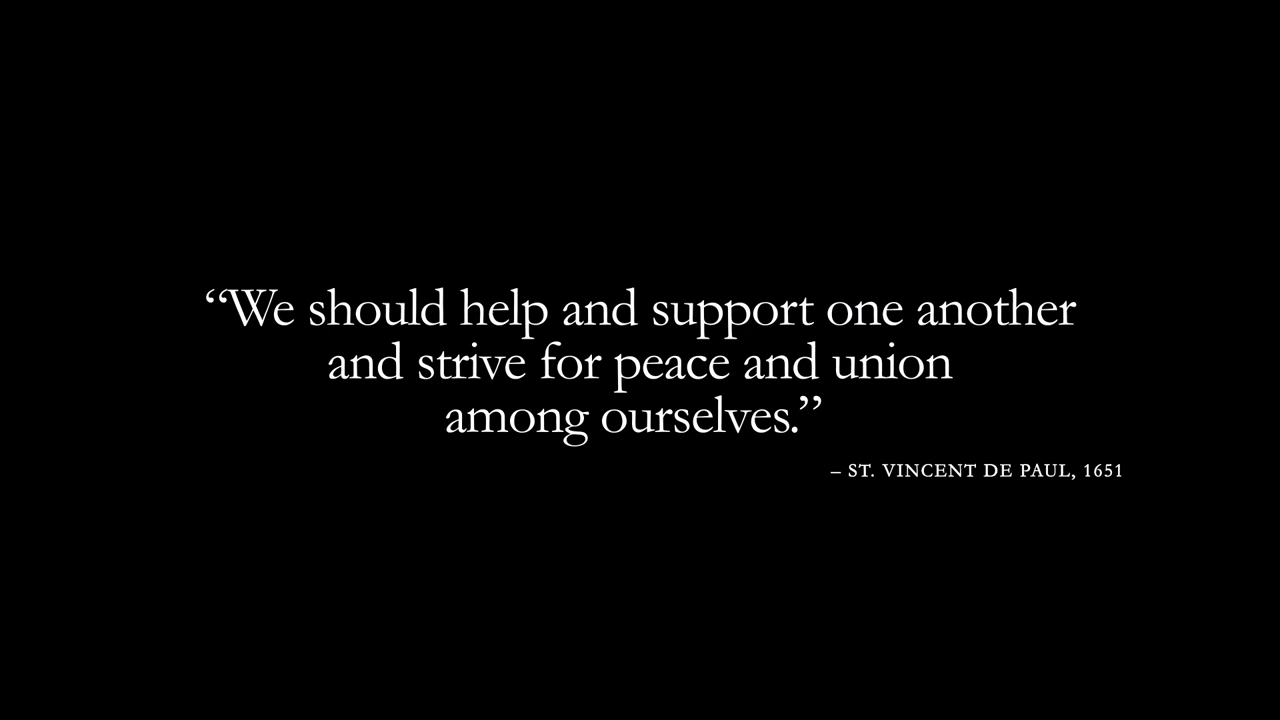 “We should help and support one another
and strive for peace and union
among ourselves.”
– ST. VINCENT DE PAUL, 1651